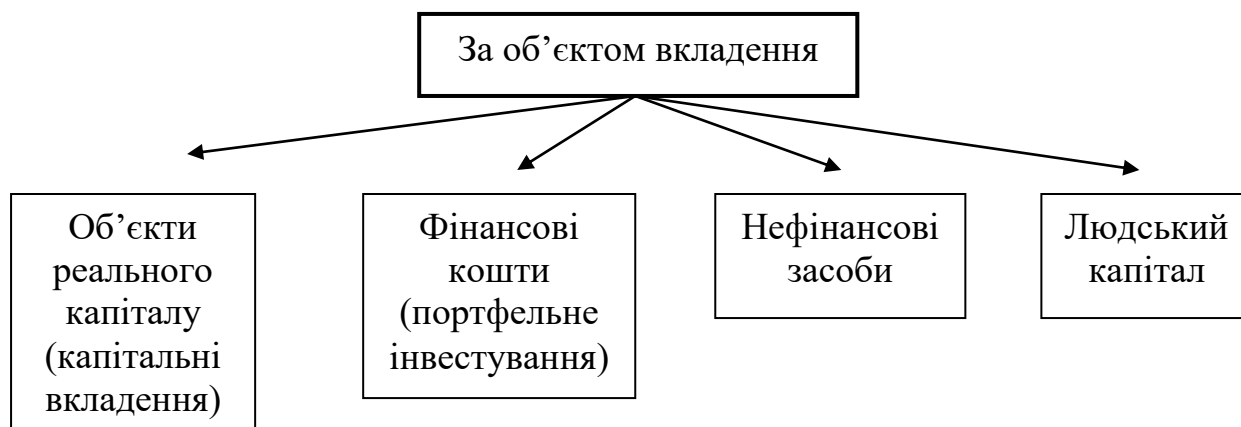 За об’єктом вкладення
Об’єкти
реального
капіталу
(капітальні
вкладення)
Фінансові
кошти
(портфельне
інвестування)
Нефінансові
засоби
Людський
капітал